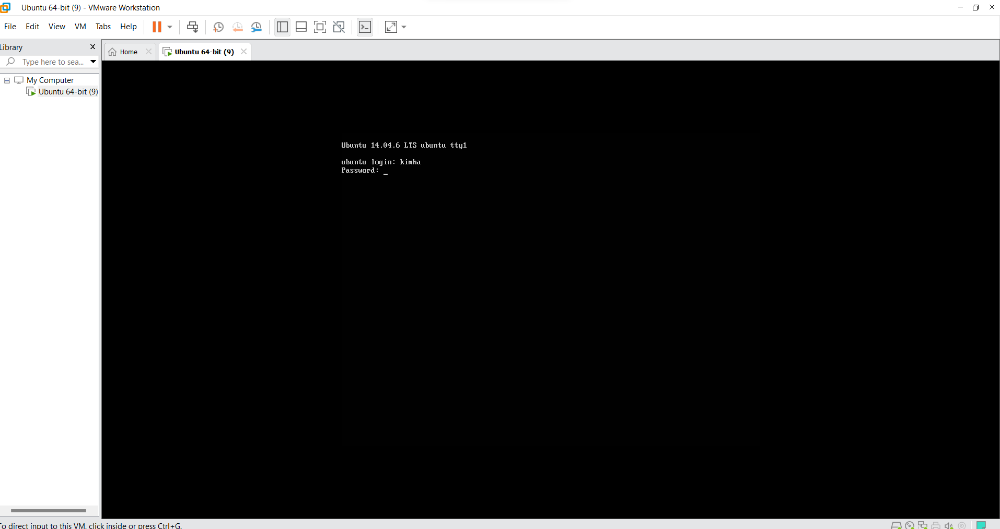 Ubuntu 64-bit (9) - VMware Workstation
File Edit View VM Tabs Help
Library
Home
Ubuntu 64-bit (9)
Type here to sea...
My Computer
Ubuntu 64-bit (9)
Ubuntu 14.04.6 LTS ubuntu tty1
ubuntu login: kimha
Password: _
To direct input to this VM, click inside or press Ctrl+G.